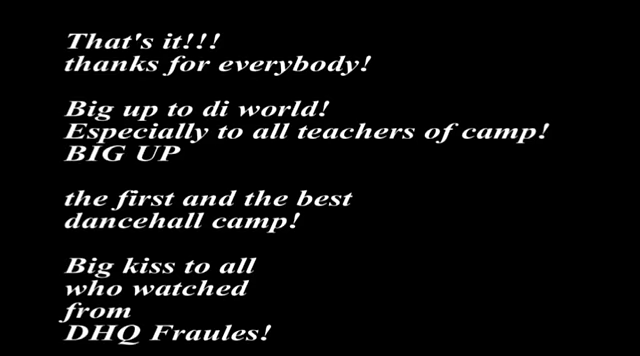 That's it!!!
thanks for everybody!
Big up to di world!
Especially to all teachers of camp!
BIG UP
the first and the best
dancehall camp!
Big kiss to all
who watched
from
DHQ Fraules!